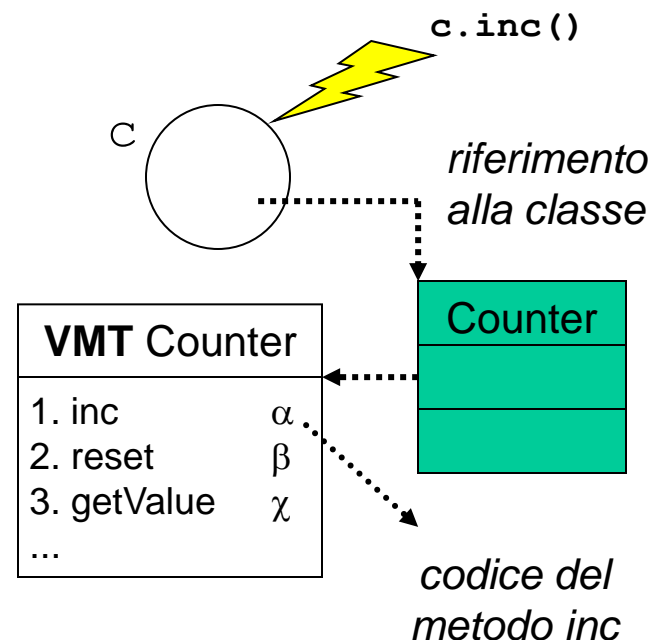 c.inc()
C
riferimento
alla classe
Counter
VMT Counter
1. inc α
2. reset β
3. getValue χ
...
codice del
metodo inc